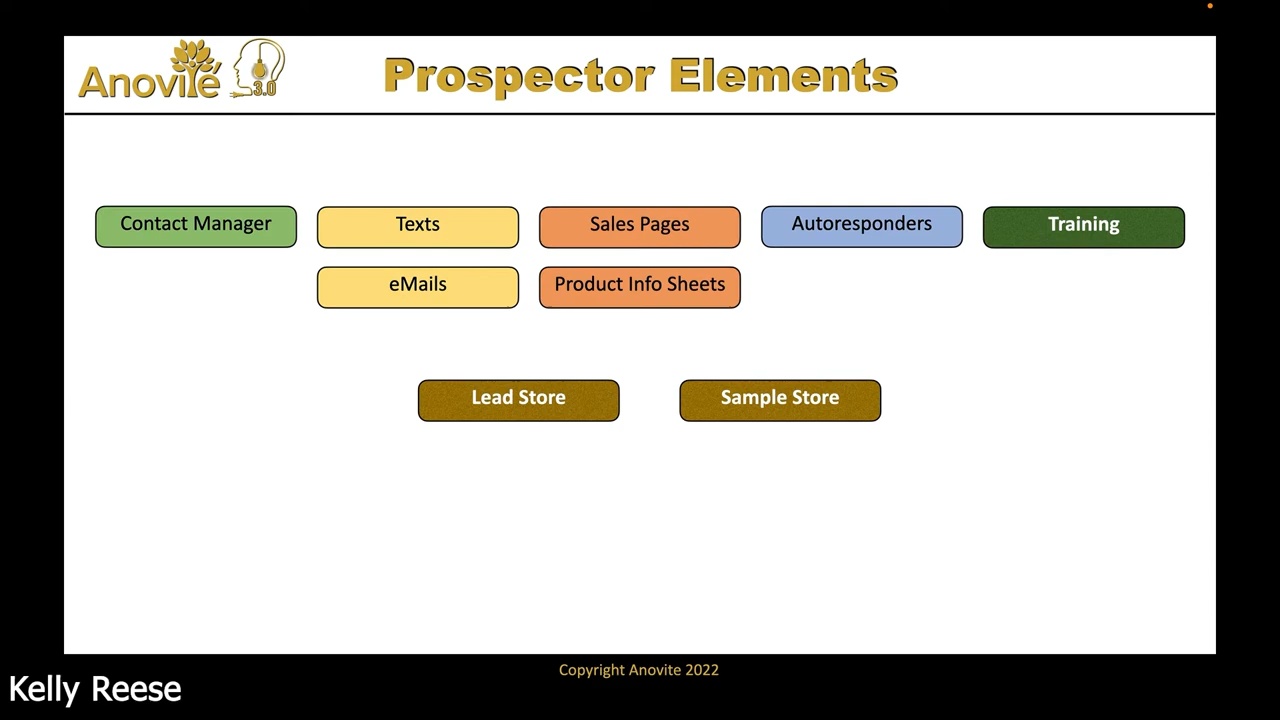 Anovite
3.0
Prospector Elements
Contact Manager
Texts
Sales Pages
Autoresponders
Training
eMails
Product Info Sheets
Lead Store
Sample Store
Copyright Anovite 2022
Kelly Reese